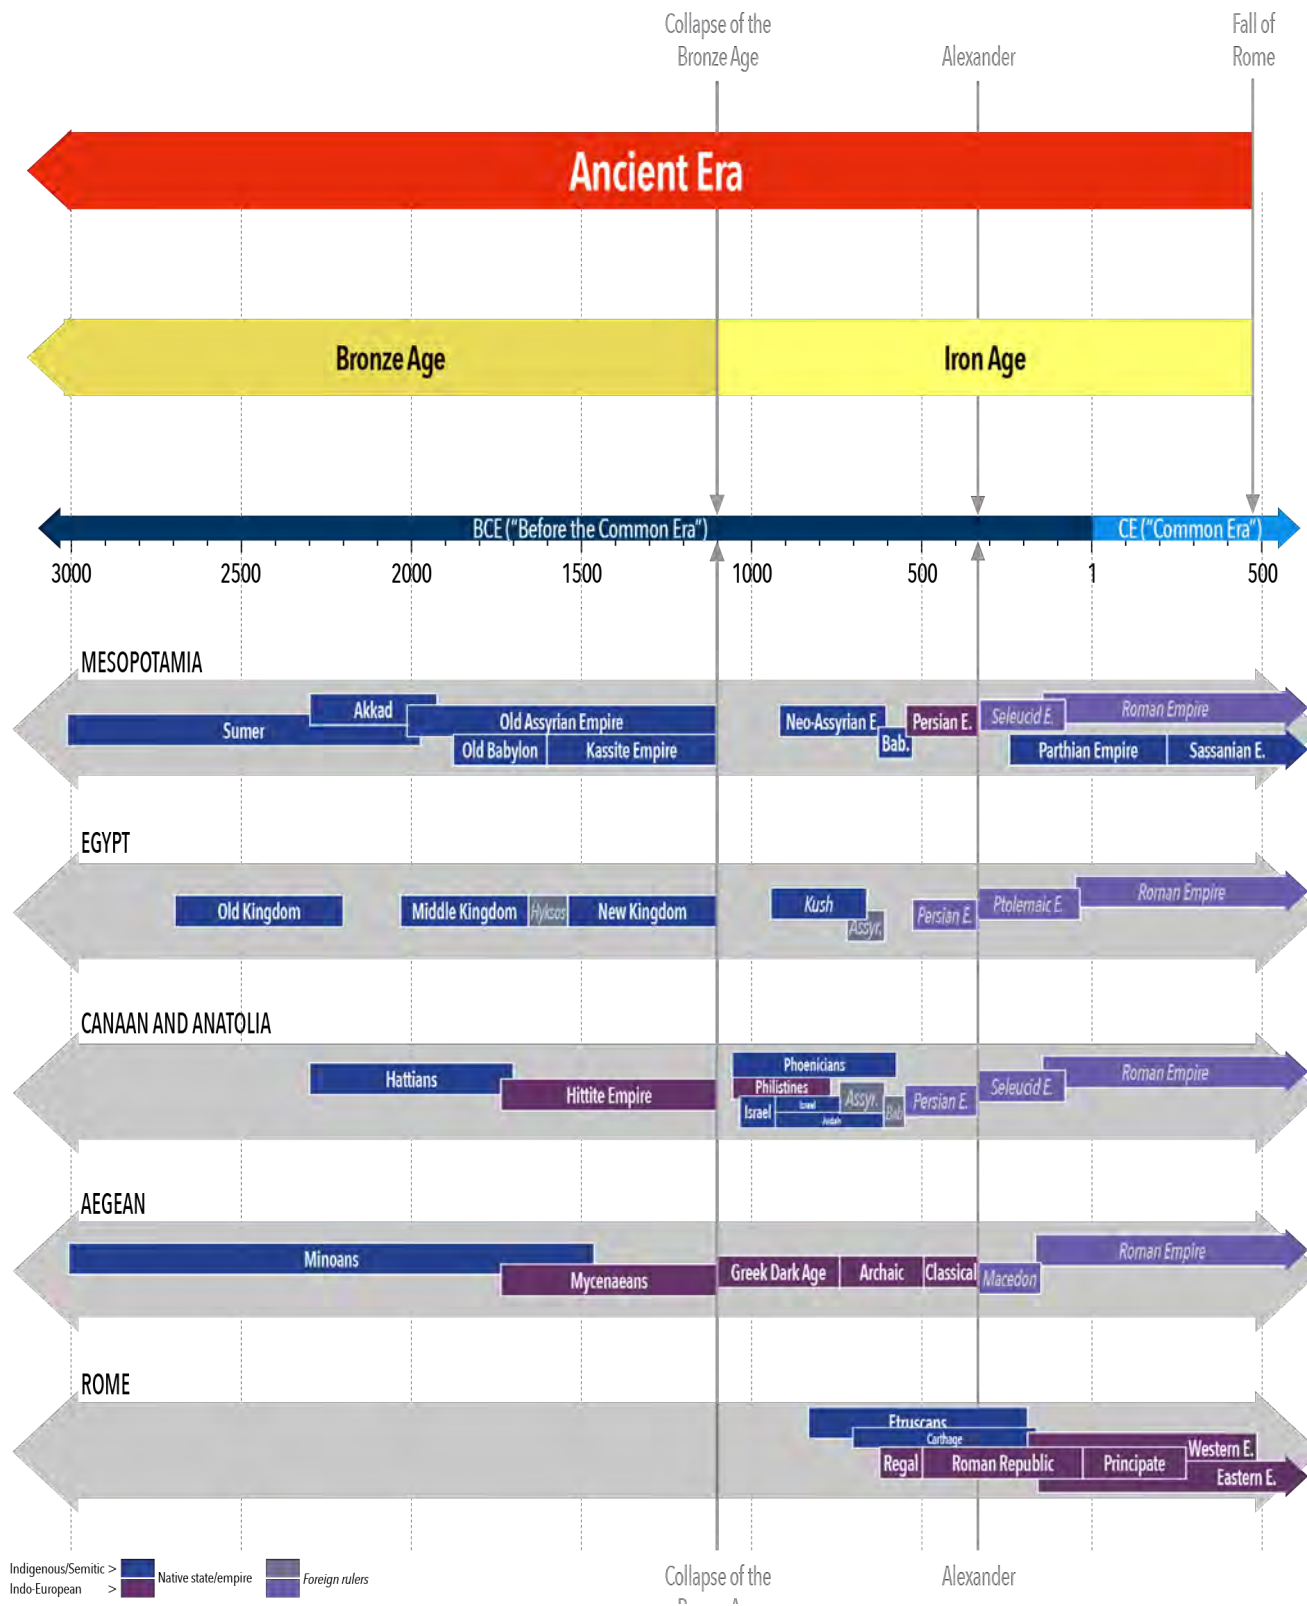 Collapse of the
Bronze Age
Alexander
Fall of
Rome
Ancient Era
Bronze Age
Iron Age
BCE ("Before the Common Era")
CE ("Common Era")
3000
2500
2000
1500
1000
500
1
500
MESOPOTAMIA
Akkad
Sumer
Old Assyrian Empire
Old Babylon
Kassite Empire
Neo-Assyrian E.
Bab.
Persian E.
Seleucid E.
Roman Empire
Parthian Empire
Sassanian E.
EGYPT
Old Kingdom
Middle Kingdom
Hyksos
New Kingdom
Kush
Assyr.
Persian E.
Ptolemaic E.
Roman Empire
CANAAN AND ANATOLIA
Hattians
Hittite Empire
Phoenicians
Philistines
Israel
Israel
Judah
Assyr.
Bab.
Persian E.
Seleucid E.
Roman Empire
AEGEAN
Minoans
Mycenaeans
Greek Dark Age
Archaic
Classical
Macedon
Roman Empire
ROME
Etruscans
Carthage
Regal
Roman Republic
Principate
Western E.
Eastern E.
Indigenous/Semitic >
Indo-European >
Native state/empire
Foreign rulers
Collapse of the
Alexander